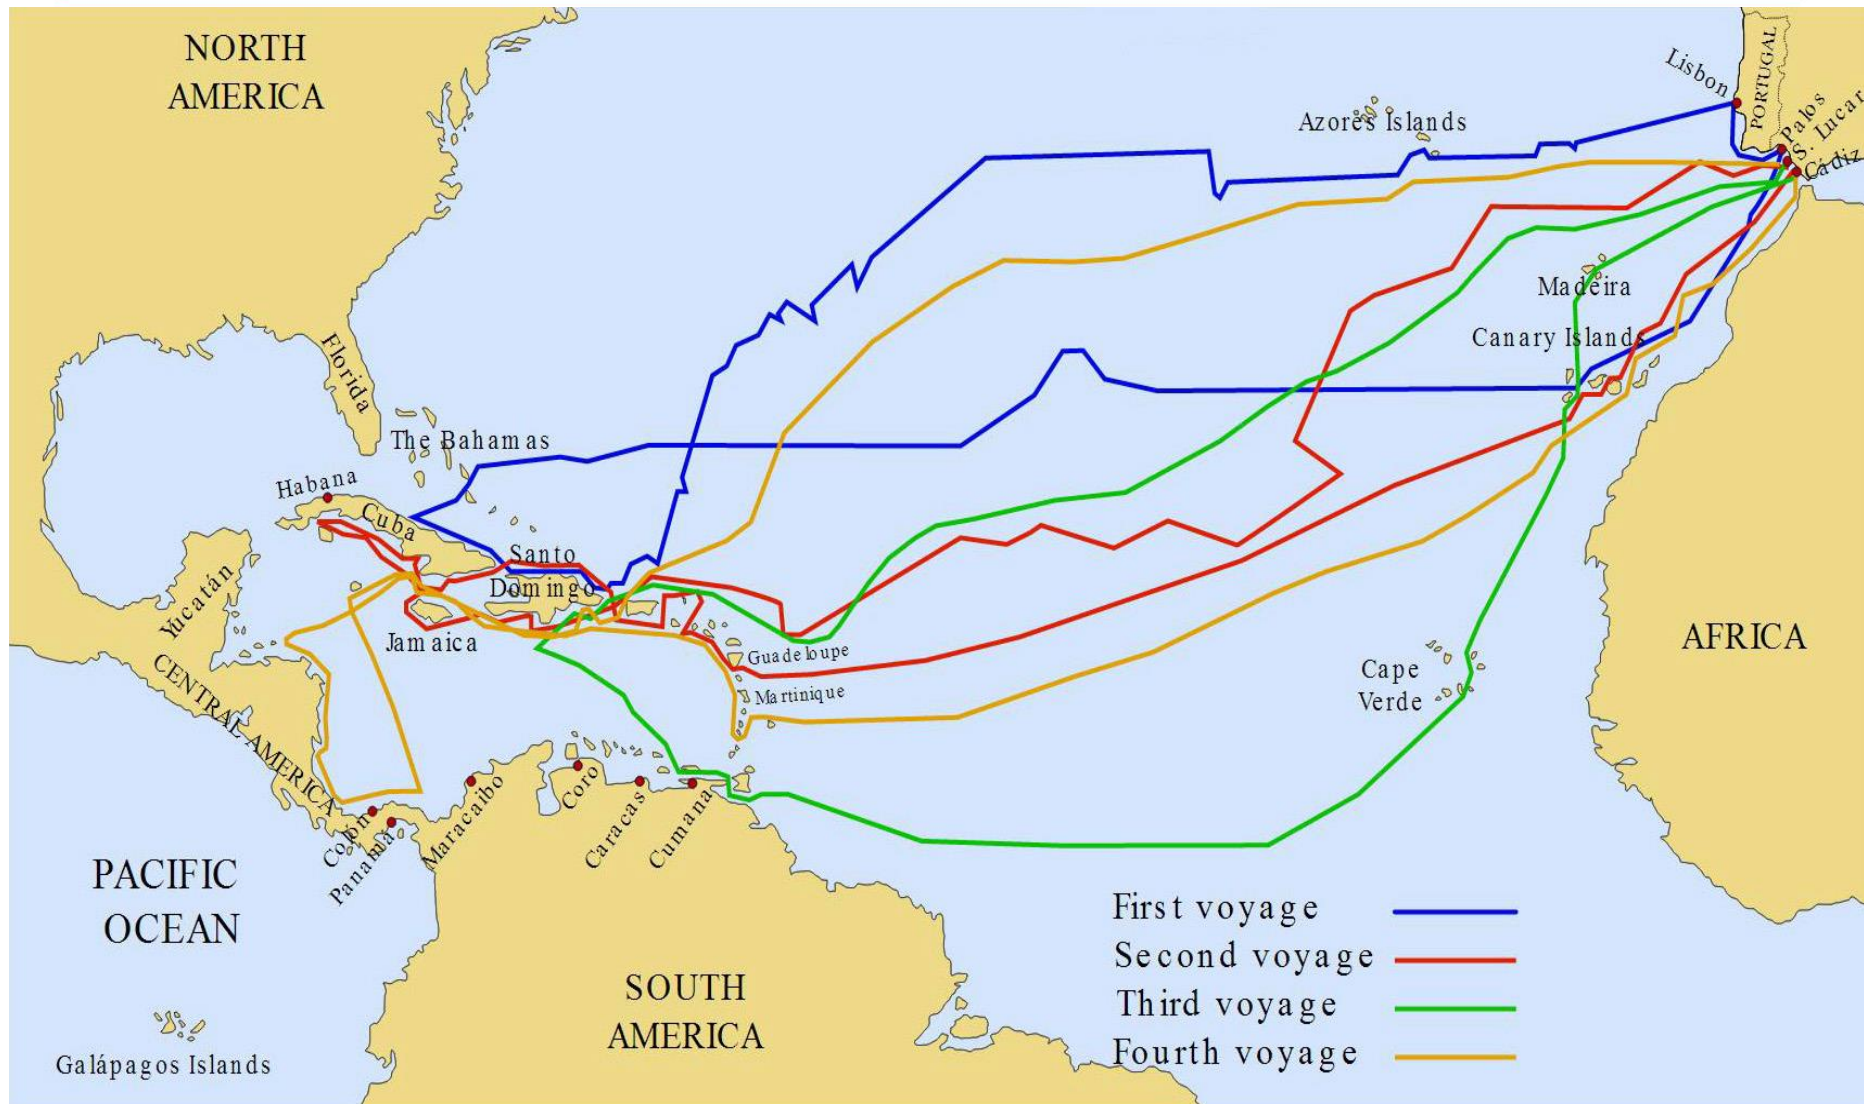 NORTH
AMERICA
Lisbon
PORTUGAL
Palos
S. Lucar
Cádiz
Azores Islands
Madeira
Canary Islands
Florida
The Bahamas
Habana
Cuba
Santo
Domingo
Yucatán
Jamaica
Guadeloupe
Martinique
CENTRAL AMERICA
AFRICA
Cape
Verde
Colón
Panamá
Maracaibo
Coro
Caracas
Cumana
PACIFIC
OCEAN
SOUTH
AMERICA
Galápagos Islands
First voyage
Second voyage
Third voyage
Fourth voyage